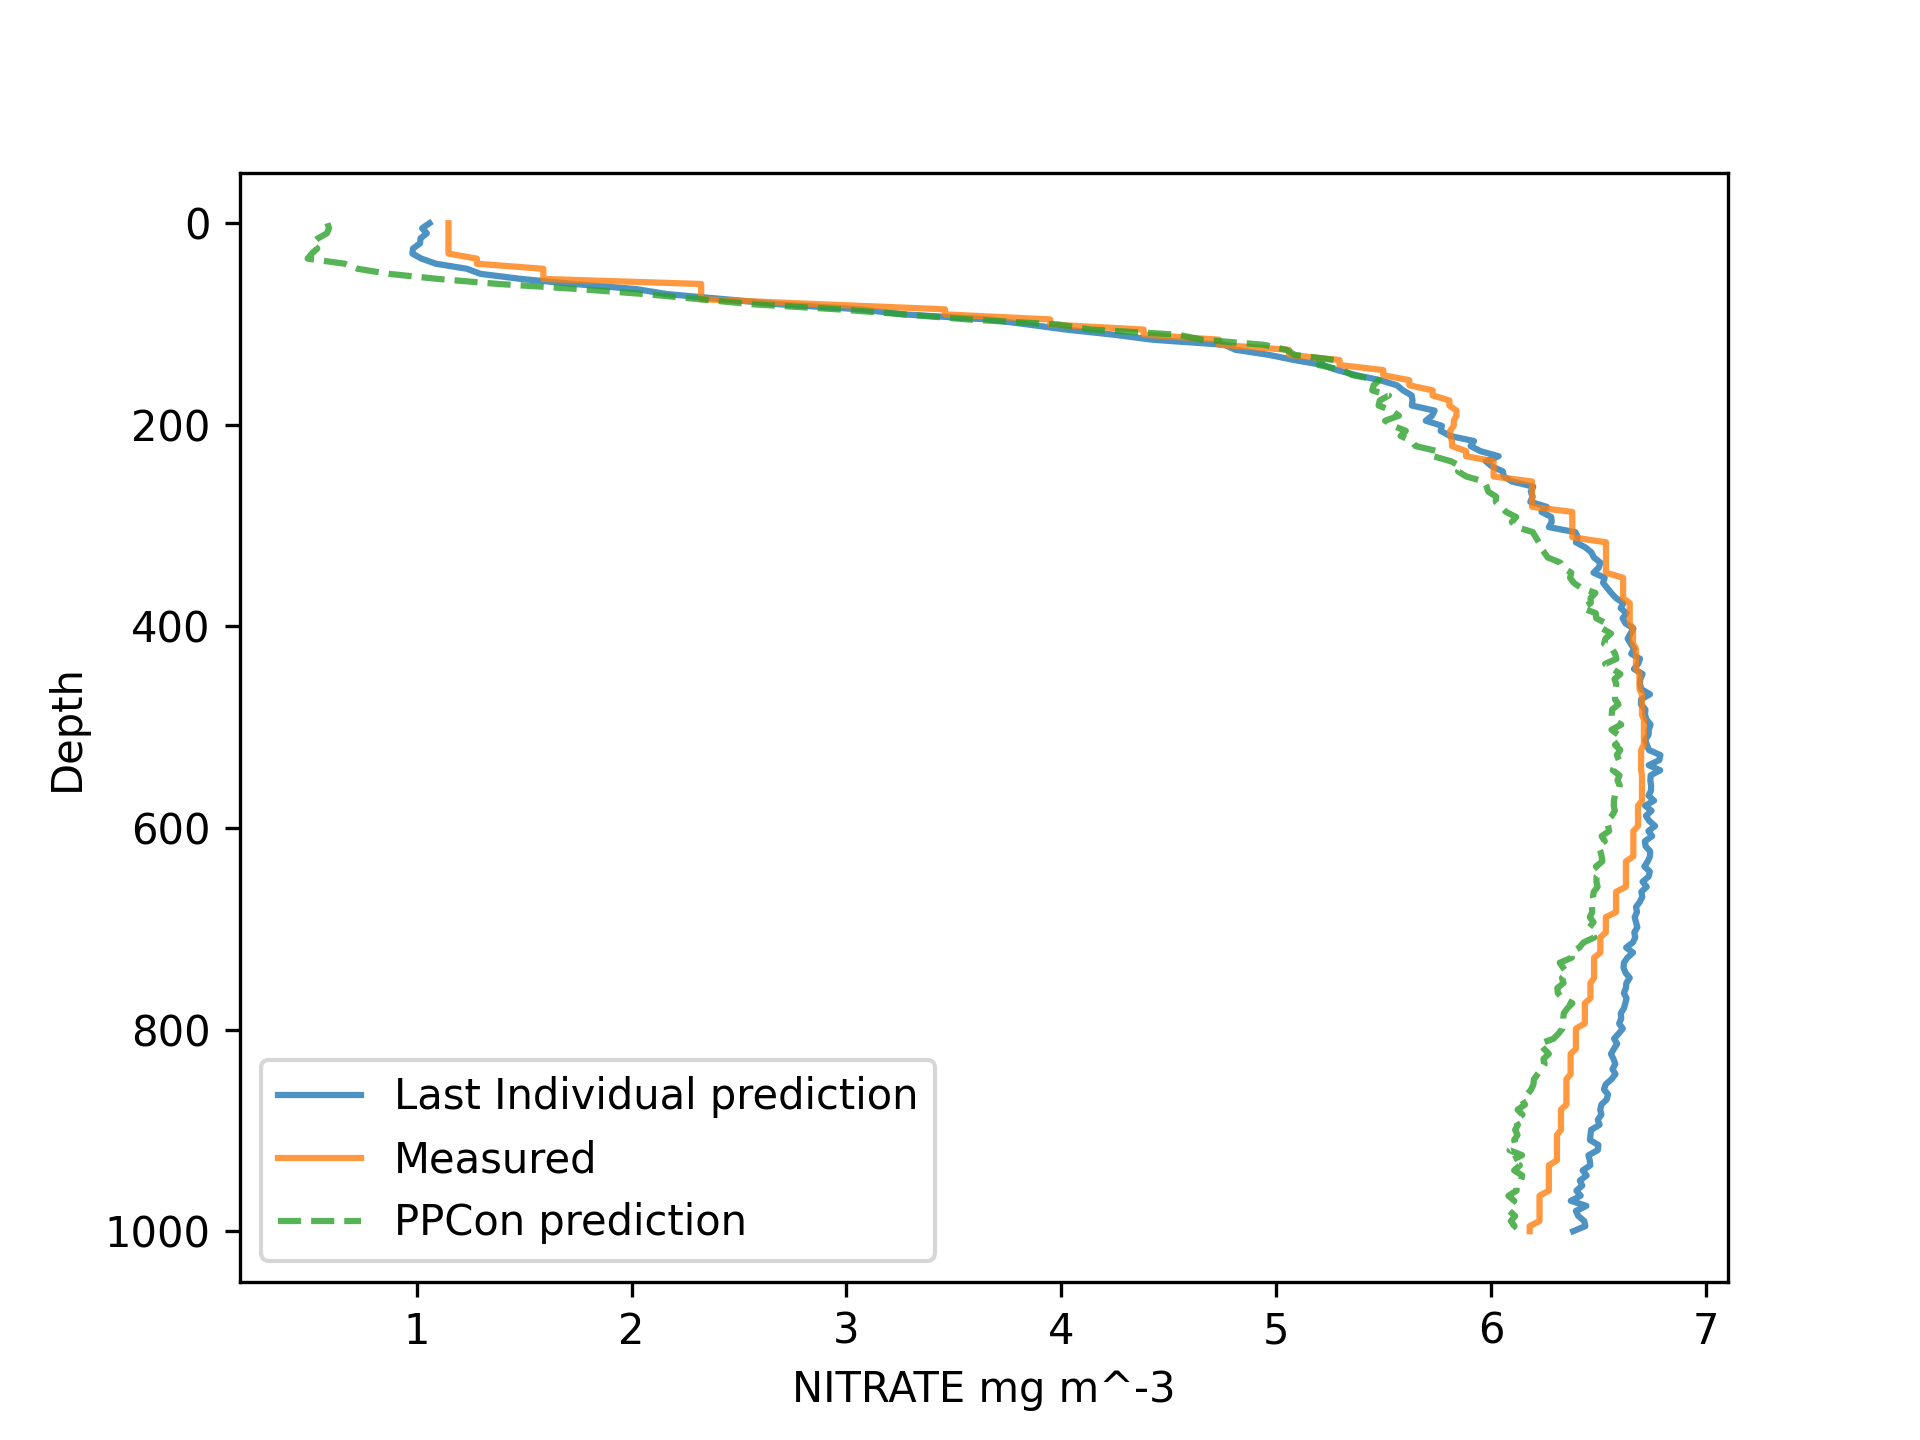 0
200
400
600
800
1000
Depth
Last Individual prediction
Measured
PPCon prediction
1 2 3 4 5 6 7
NITRATE mg m^-3